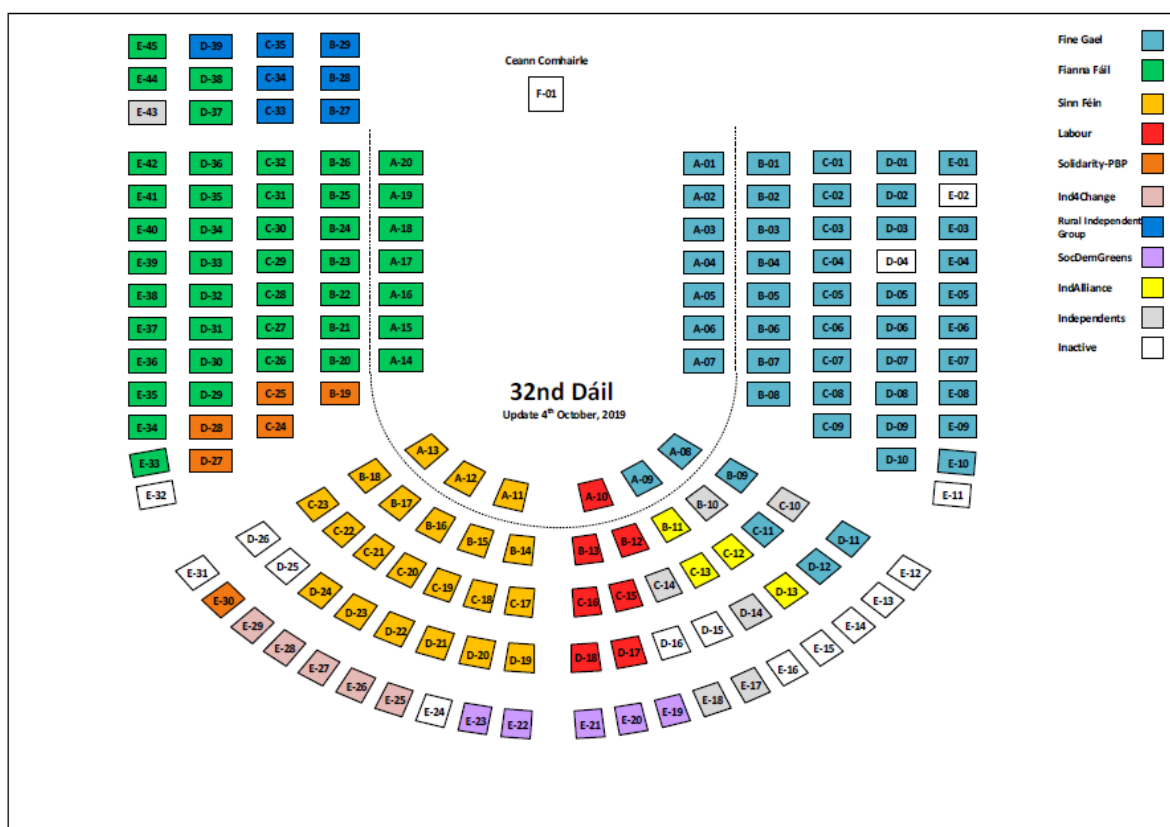 E-45 D-39 C-35 B-29
E-44 D-38 C-34 B-28
E-43 D-37 C-33 B-27
Ceann Comhairle
F-01
E-42 D-36 C-32 B-26 A-20
E-41 D-35 C-31 B-25 A-19
E-40 D-34 C-30 B-24 A-18
E-39 D-33 C-29 B-23 A-17
E-38 D-32 C-28 B-22 A-16
E-37 D-31 C-27 B-21 A-15
E-36 D-30 C-26 B-20 A-14
E-35 D-29 C-25 B-19
E-34 D-28 C-24
E-33 D-27
E-32
A-01 B-01 C-01 D-01 E-01
A-02 B-02 C-02 D-02 E-02
A-03 B-03 C-03 D-03 E-03
A-04 B-04 C-04 D-04 E-04
A-05 B-05 C-05 D-05 E-05
A-06 B-06 C-06 D-06 E-06
A-07 B-07 C-07 D-07 E-07
B-08 C-08 D-08 E-08
C-09 D-09 E-09
D-10 E-10
E-11
32nd Dáil
Update 4th October, 2019
A-13 A-12 A-11 A-10 A-09 A-08
B-18 B-17 B-16 B-15 B-14 B-13 B-12 B-11 B-10 B-09
C-23 C-22 C-21 C-20 C-19 C-18 C-17 C-16 C-15 C-14 C-13 C-12 C-11 C-10
D-26 D-25 D-24 D-23 D-22 D-21 D-20 D-19 D-18 D-17 D-16 D-15 D-14 D-13 D-12 D-11
E-31 E-30 E-29 E-28 E-27 E-26 E-25 E-24 E-23 E-22 E-21 E-20 E-19 E-18 E-17 E-16 E-15 E-14 E-13 E-12
Fine Gael
Fianna Fáil
Sinn Féin
Labour
Solidarity-PBP
Ind4Change
Rural Independent
Group
SocDemGreens
IndAlliance
Independents
Inactive